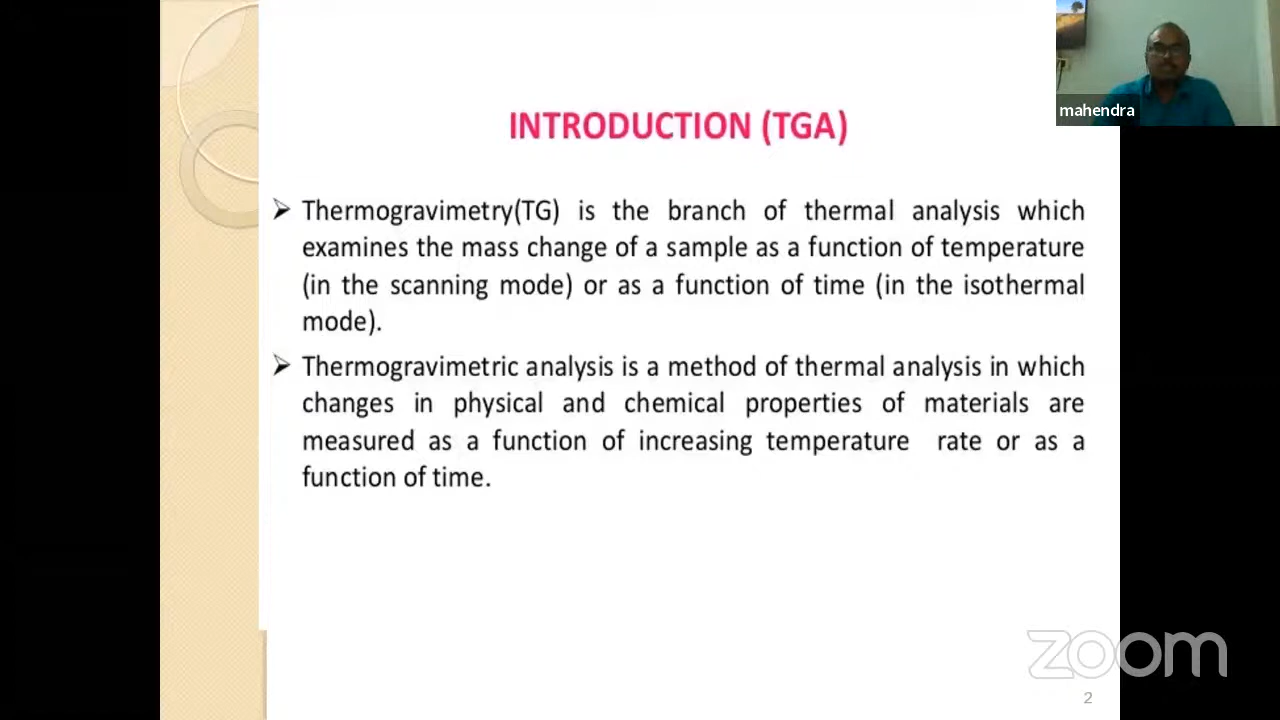 INTRODUCTION (TGA)
mahendra
➢ Thermogravimetry(TG) is the branch of thermal analysis which
examines the mass change of a sample as a function of temperature
(in the scanning mode) or as a function of time (in the isothermal
mode).
➢ Thermogravimetric analysis is a method of thermal analysis in which
changes in physical and chemical properties of materials are
measured as a function of increasing temperature rate or as a
function of time.
zoom
2